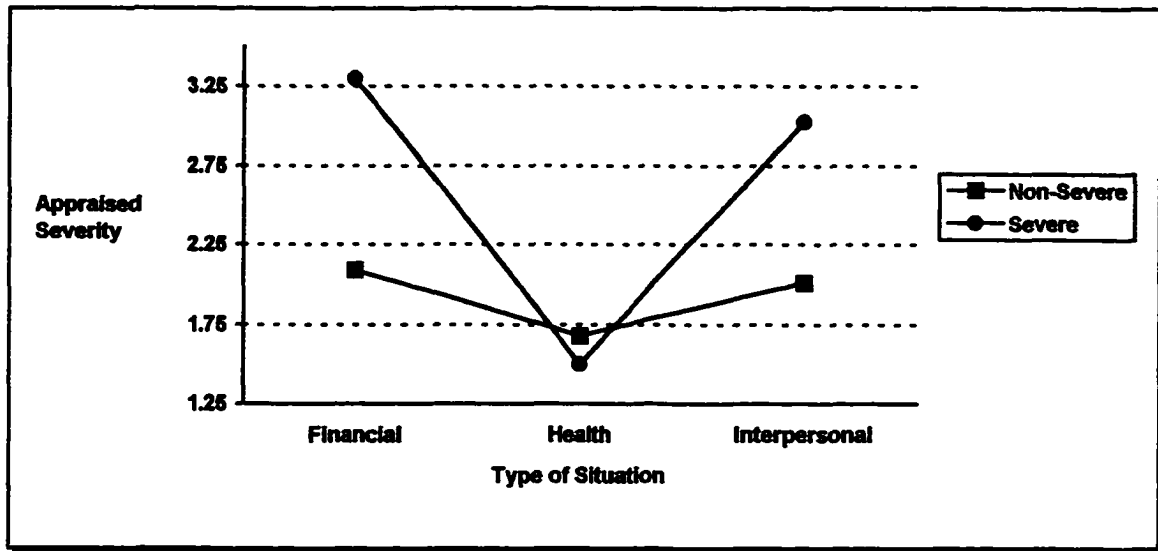 3.25
2.75
Appraised
Severity
2.25
1.75
1.25
Financial
Health
Interpersonal
Type of Situation
Non-Severe
Severe